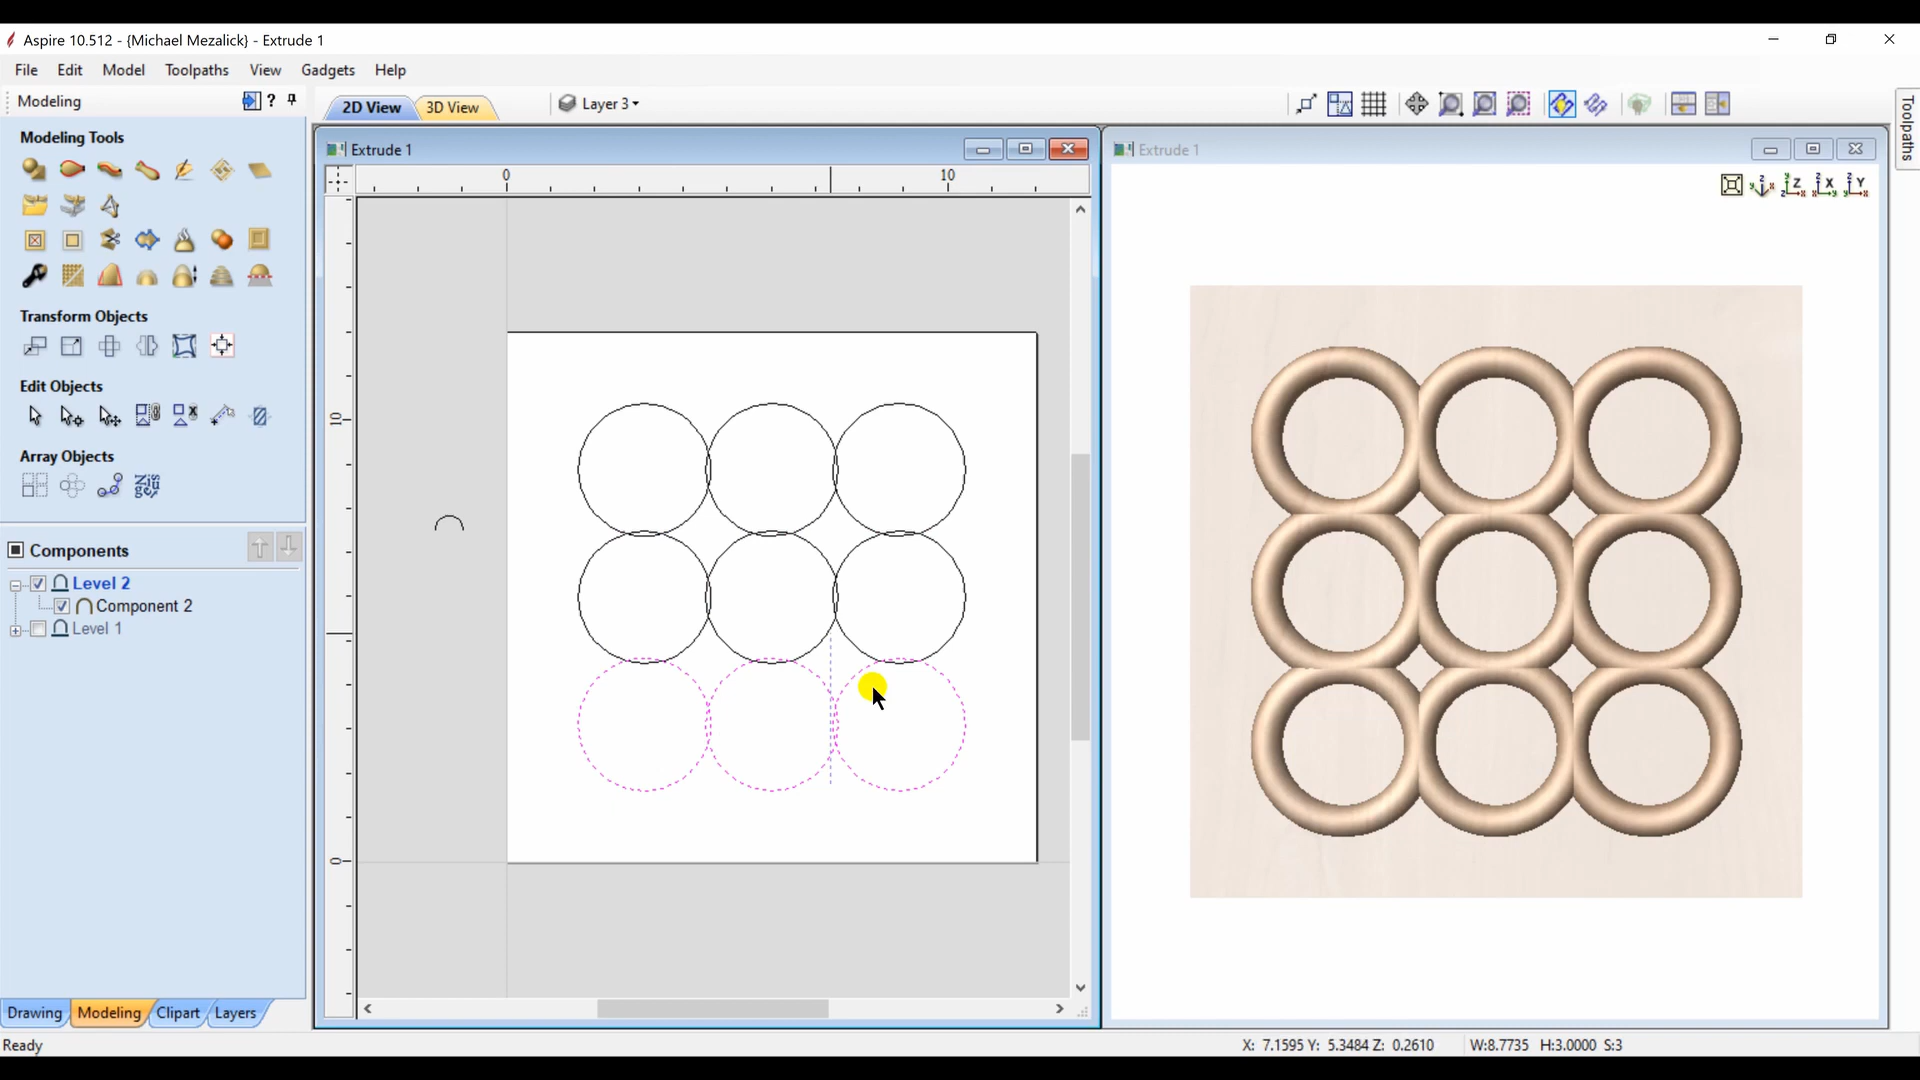 Aspire 10.512 - {Michael Mezalick} - Extrude 1
File Edit Model Toolpaths View Gadgets Help
Modeling ?
2D View 3D View Layer 3
Toolpaths
Modeling Tools
Extrude 1
Extrude 1
0 10
Z X Y
10
0
Transform Objects
Edit Objects
Array Objects
Components
Level 2
Component 2
Level 1
Drawing Modeling Clipart Layers
Ready
X: 7.1595 Y: 5.3484 Z: 0.2610 W:8.7735 H:3.0000 S:3